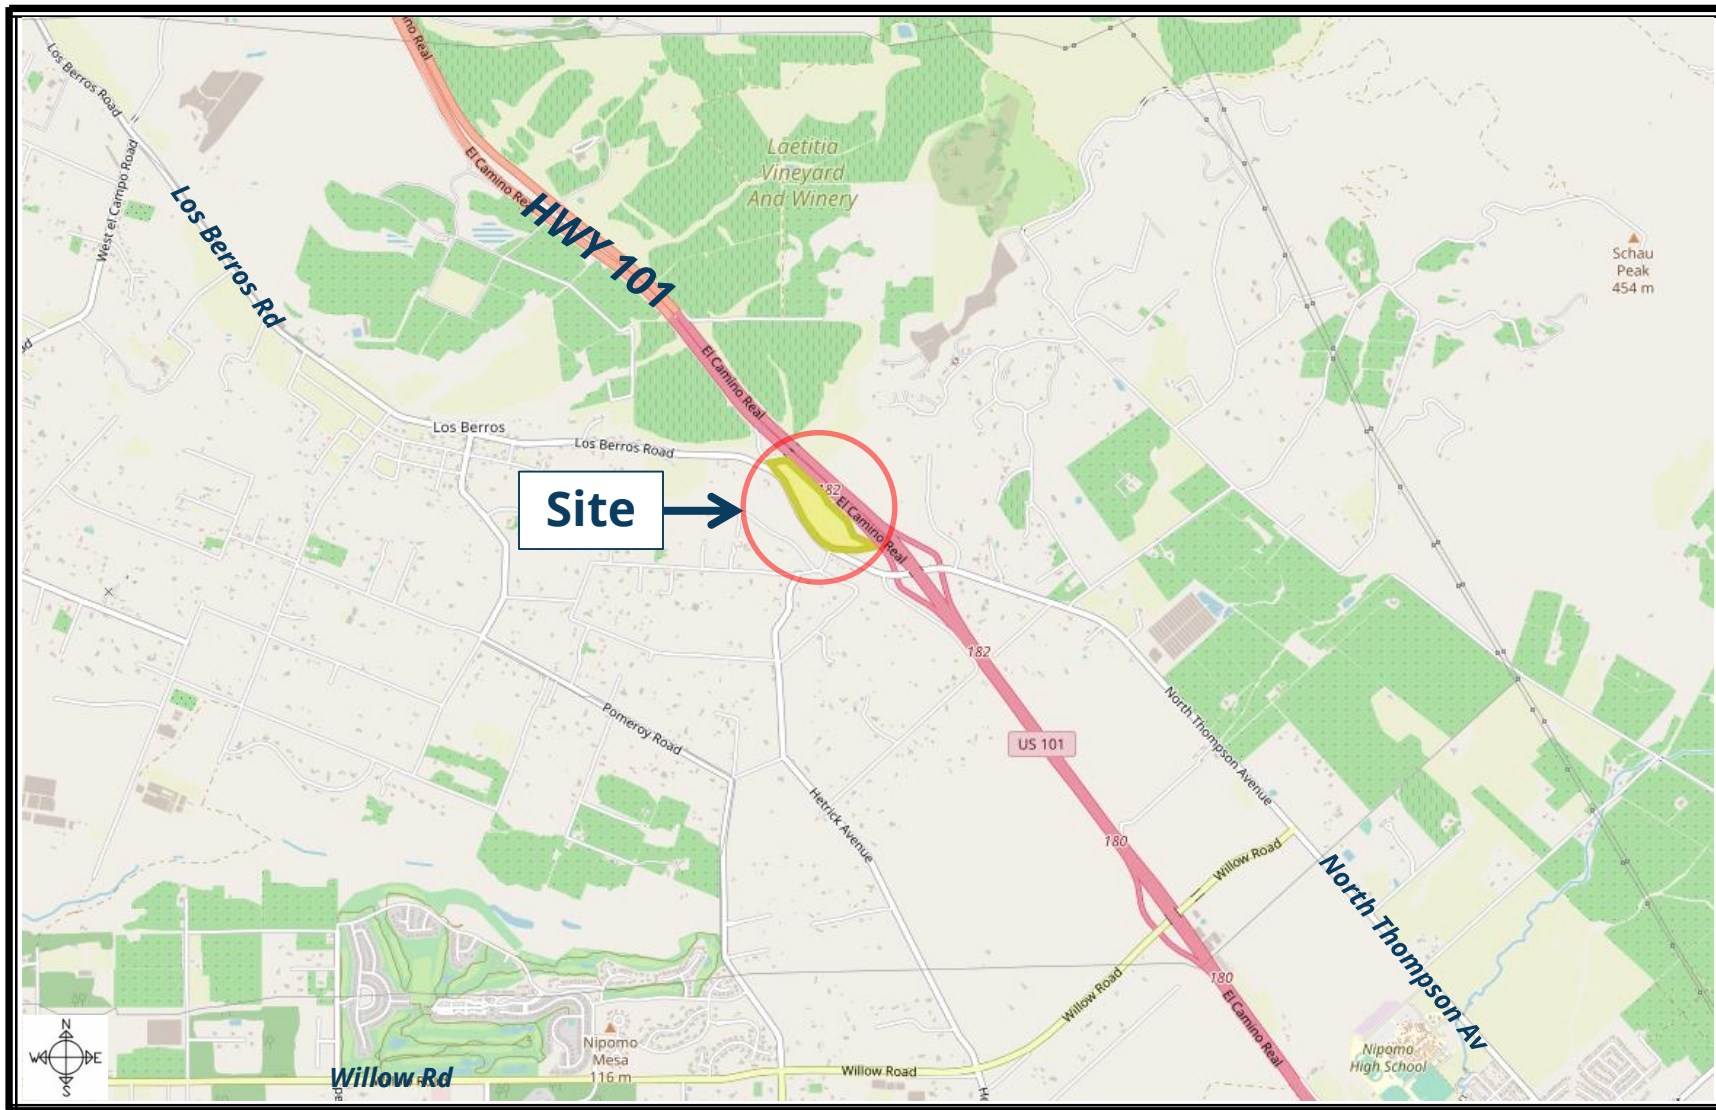 no Real
Los Berros Road
West el Campo Road
Los Berros Rd
El Camino Re
HWY 101
Laetitia
Vineyard
And Winery
Schau
Peak
454 m
El Camino Real
Los Berros
Los Berros Road
Site
182
El Camino Real
182
Pomeroy Road
US 101
North Thompson Avenue
Hetrick Avenue
180
Willow Road
North Thompson Av
Willow Road
180
El Camino Real
N
W
E
S
Nipomo
Mesa
116 m
Nipomo
High School
Willow Rd
Willow Road
He